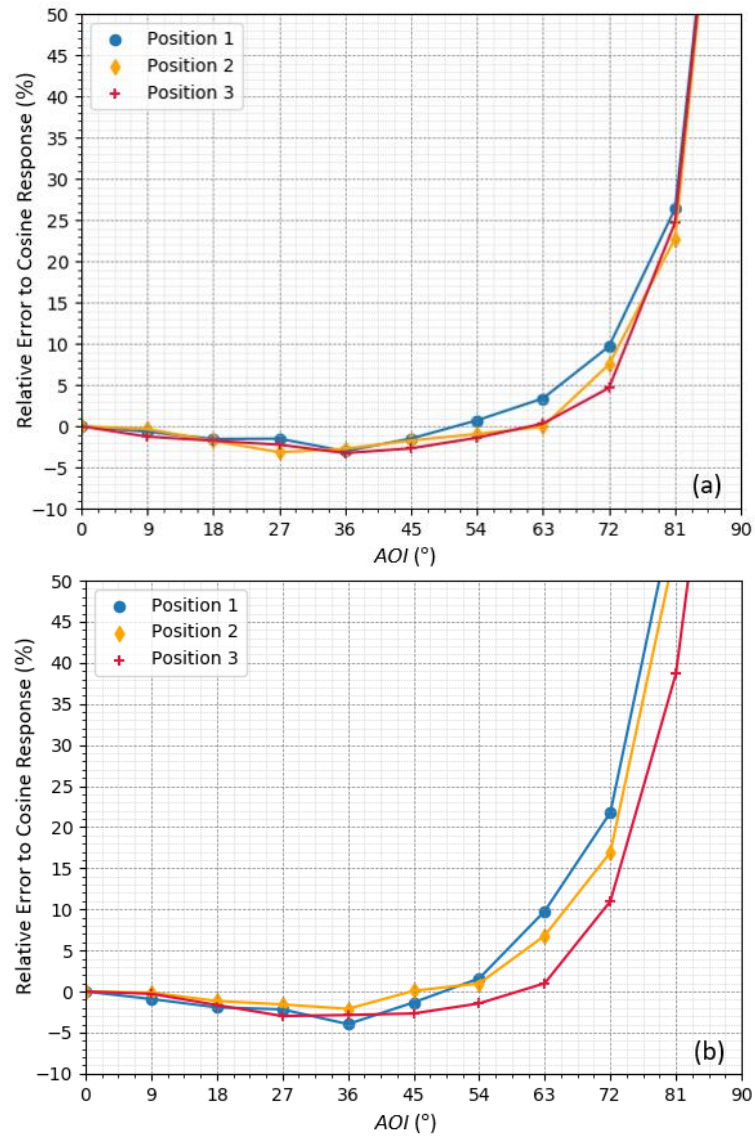 50
45
40
35
30
25
20
15
10
5
0
−5
−10
Relative Error to Cosine Response (%)
Position 1
Position 2
Position 3
(a)
0 9 18 27 36 45 54 63 72 81 90
AOI (°)
50
45
40
35
30
25
20
15
10
5
0
−5
−10
Relative Error to Cosine Response (%)
Position 1
Position 2
Position 3
(b)
0 9 18 27 36 45 54 63 72 81 90
AOI (°)